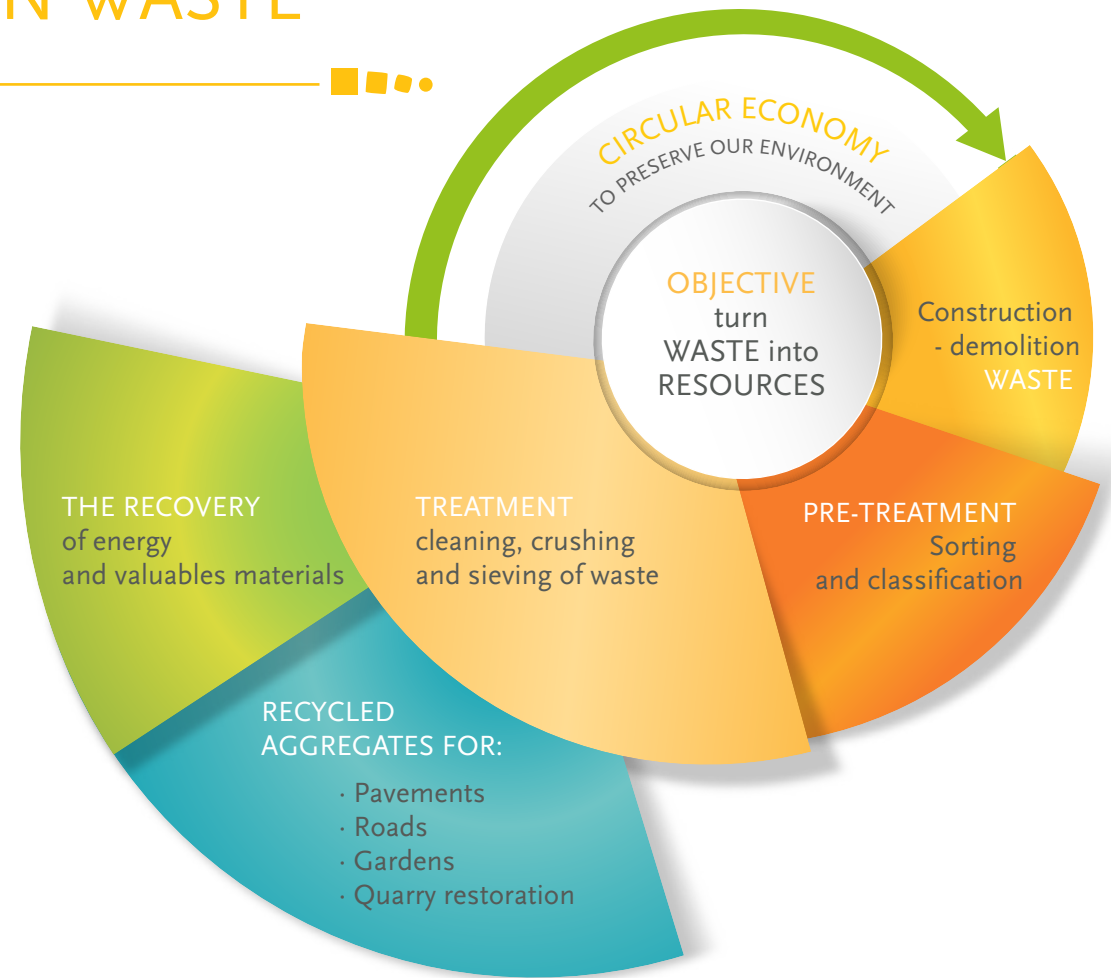 N WASTE
CIRCULAR ECONOMY
TO PRESERVE OUR ENVIRONMENT
OBJECTIVE
turn
WASTE into
RESOURCES
Construction
- demolition
WASTE
PRE-TREATMENT
Sorting
and classification
TREATMENT
cleaning, crushing
and sieving of waste
THE RECOVERY
of energy
and valuables materials
RECYCLED
AGGREGATES FOR:
· Pavements
· Roads
· Gardens
· Quarry restoration